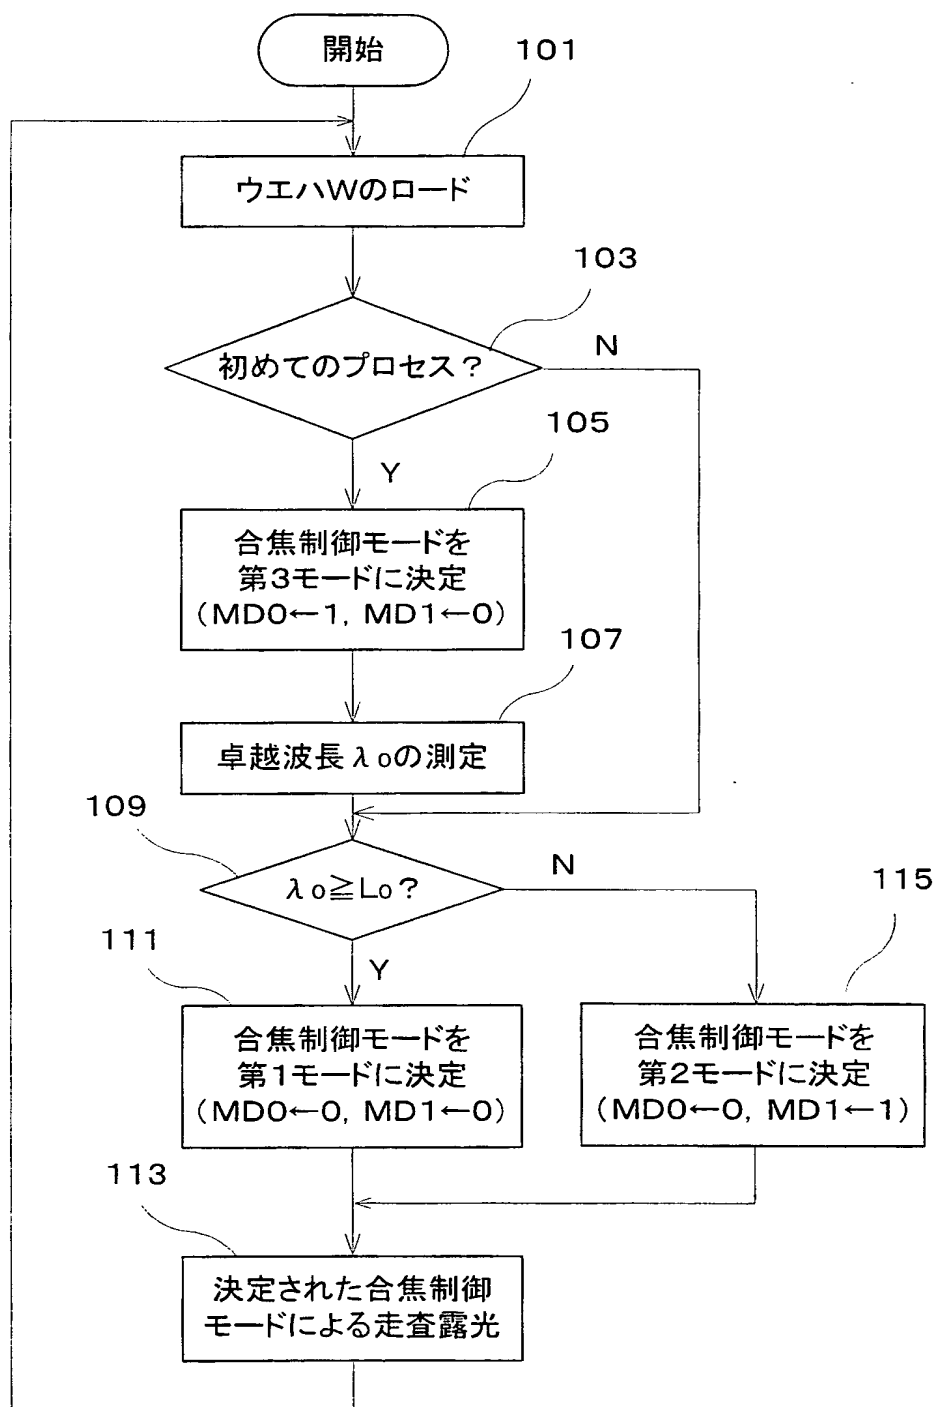 開始
101
ウエハWのロード
103
初めてのプロセス？
N
105
Y
合焦制御モードを
第3モードに決定
（MD0←1，MD1←0）
107
卓越波長λoの測定
109
λo≧Lo？
N
115
111
Y
合焦制御モードを
第1モードに決定
（MD0←0，MD1←0）
合焦制御モードを
第2モードに決定
（MD0←0，MD1←1）
113
決定された合焦制御
モードによる走査露光